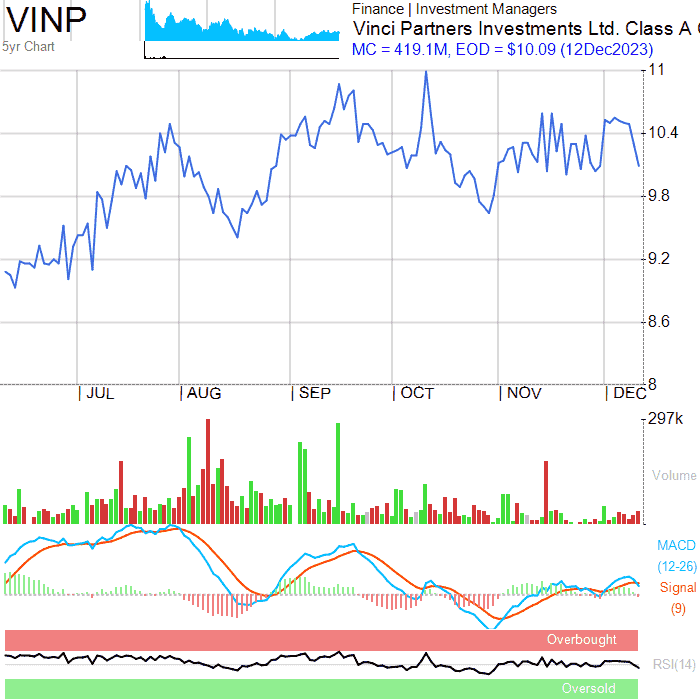 VINP
5yr Chart
Finance | Investment Managers
Vinci Partners Investments Ltd. Class A
MC = 419.1M, EOD = $10.09 (12Dec2023)
11
10.4
9.8
9.2
8.6
8
| JUL | AUG | SEP | OCT | NOV | DEC
297k
Volume
MACD
(12-26)
Signal
(9)
Overbought
RSI(14)
Oversold